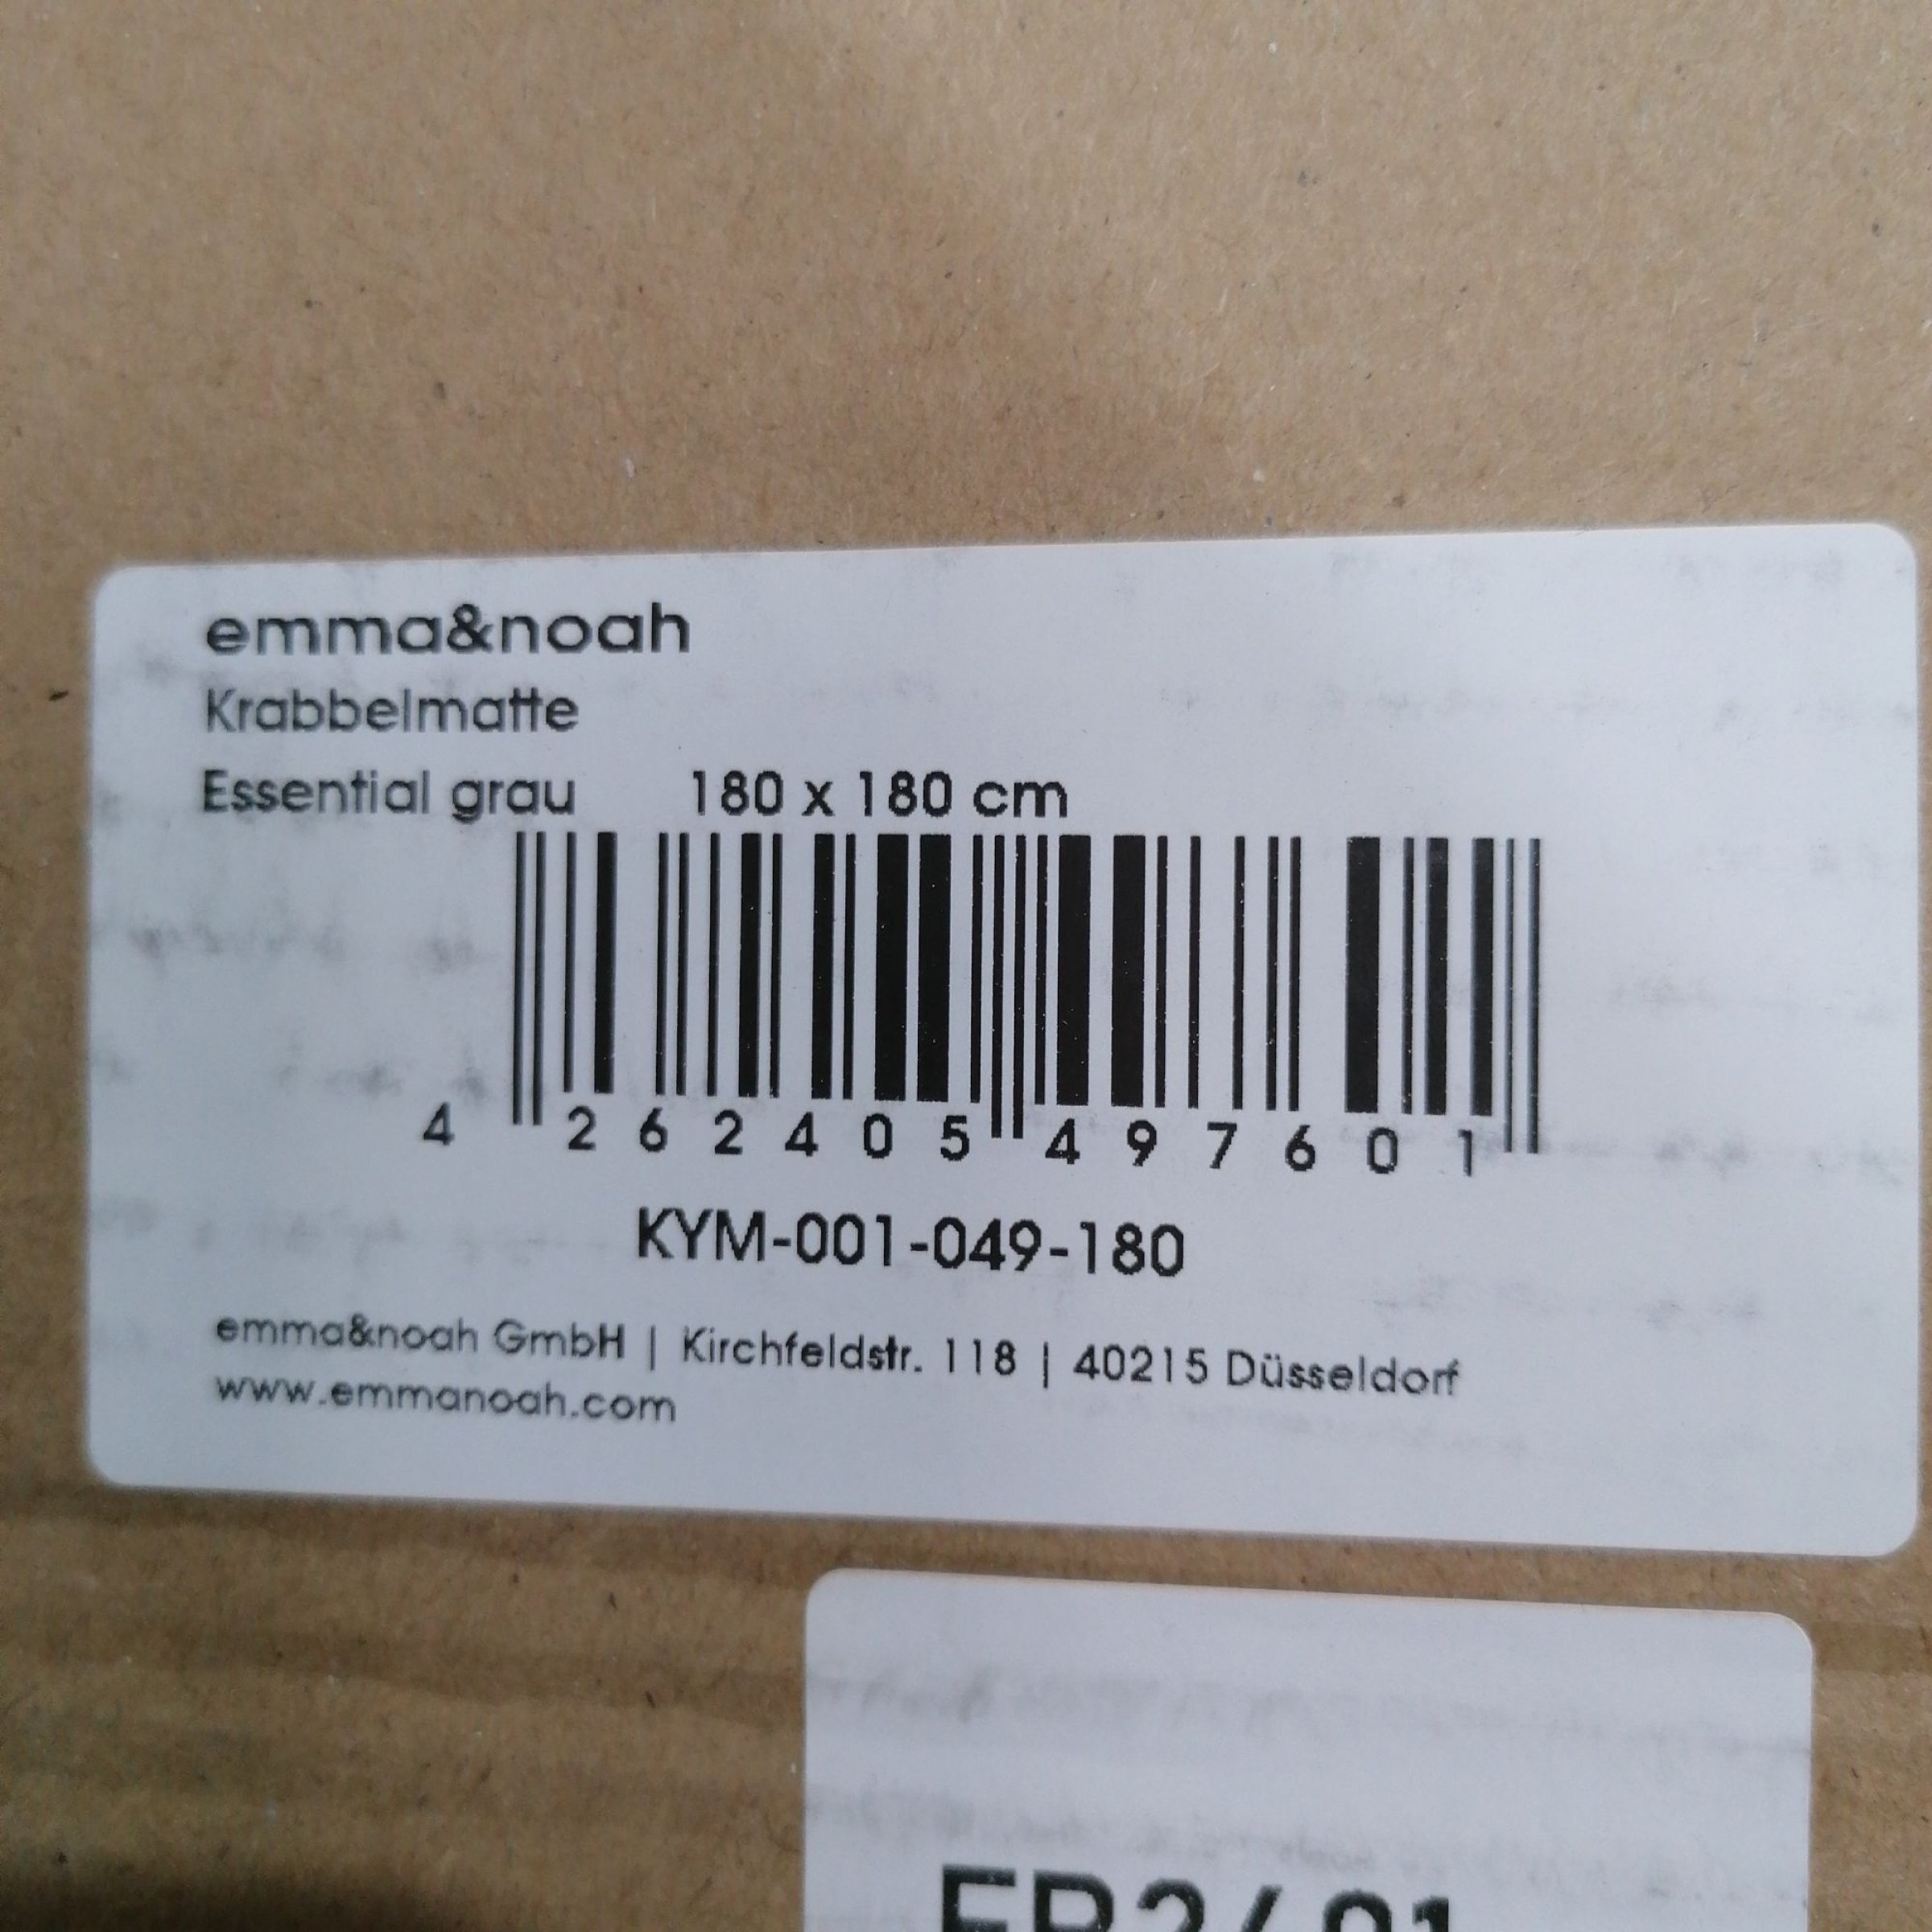 emma&noah
Krabbelmatte
Essential grau 180 x 180 cm
4 262405 497601
KYM-001-049-180
emma&noah GmbH | Kirchfeldstr. 118 | 40215 Düsseldorf
www.emmanoah.com